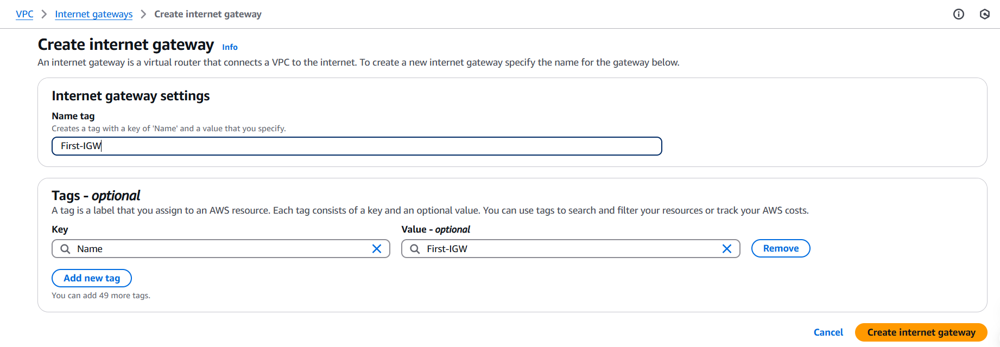 VPC > Internet gateways > Create internet gateway
Create internet gateway Info
An internet gateway is a virtual router that connects a VPC to the internet. To create a new internet gateway specify the name for the gateway below.
Internet gateway settings
Name tag
Creates a tag with a key of 'Name' and a value that you specify.
First-IGW
Tags - optional
A tag is a label that you assign to an AWS resource. Each tag consists of a key and an optional value. You can use tags to search and filter your resources or track your AWS costs.
Key Value - optional
Name First-IGW Remove
Add new tag
You can add 49 more tags.
Cancel Create internet gateway